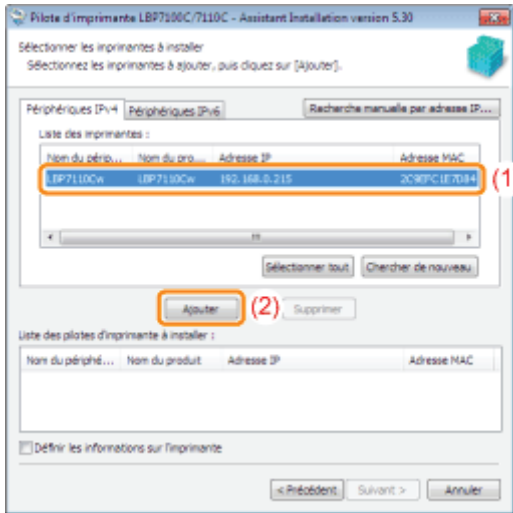 Pilote d'imprimante LBP7100C/7110C - Assistant Installation version 5.30
Sélectionner les imprimantes à installer
Sélectionnez les imprimantes à ajouter, puis cliquez sur [Ajouter].
Périphériques IPv4 Périphériques IPv6 Recherche manuelle par adresse IP...
Liste des imprimantes :
Nom du périp... Nom du pro... Adresse IP Adresse MAC
LBP7110Cw LBP7110Cw 192.168.0.215 2C9EFC1E7D84 (1
Sélectionner tout Chercher de nouveau
Ajouter (2) Supprimer
Liste des pilotes d'imprimante à installer :
Nom du périphé... Nom du produit Adresse IP Adresse MAC
Définir les informations sur l'imprimante
< Précédent Suivant > Annuler